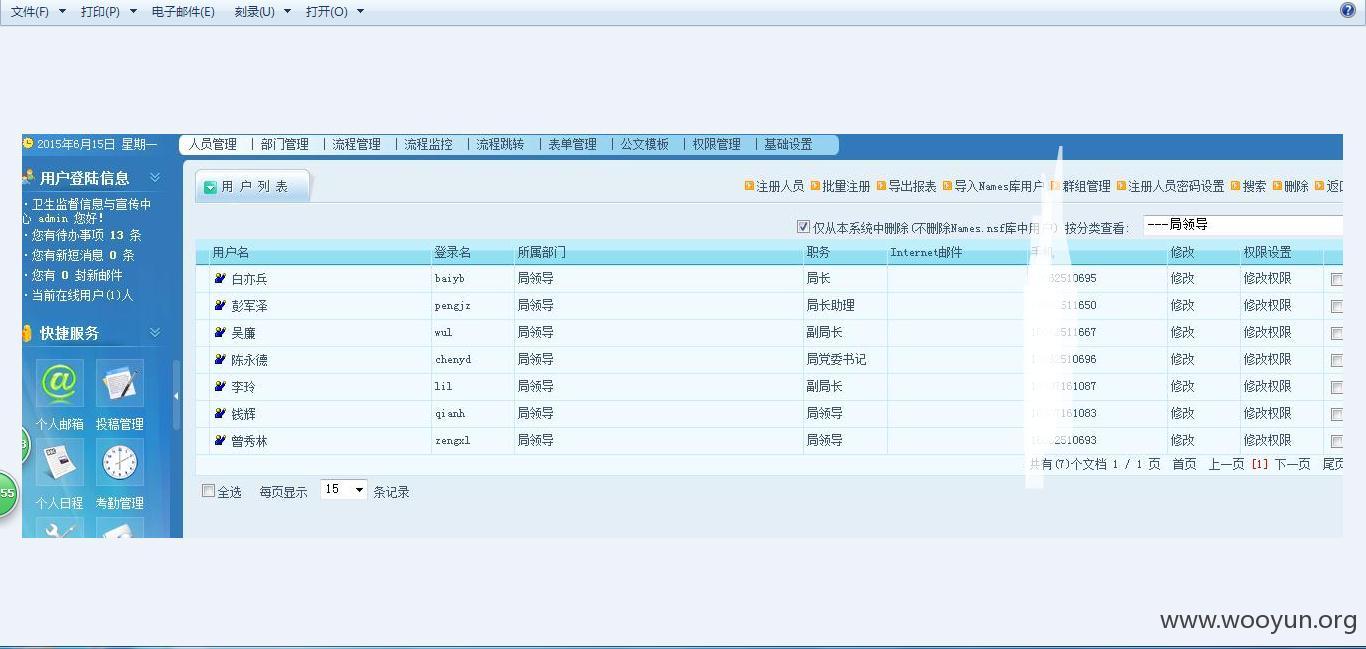 文件(F) 打印(P) 电子邮件(E) 刻录(U) 打开(O)
2015年6月15日 星期一
人员管理 | 部门管理 | 流程管理 | 流程监控 | 流程跳转 | 表单管理 | 公文模板 | 权限管理 | 基础设置
用户登陆信息
· 卫生监督信息与宣传中
心 admin 您好!
· 您有待办事项 13 条
· 您有新短消息 0 条
· 您有 0 封新邮件
· 当前在线用户(1)人
快捷服务
个人邮箱 投稿管理
个人日程 考勤管理
55
用户列表
注册人员 批量注册 导出报表 导入Names库用户 群组管理 注册人员密码设置 搜索 删除
仅从本系统中删除(不删除Names.nsf库中用户) 按分类查看: ---局领导
用户名 登录名 所属部门 职务 Internet邮件 修改 权限设置
白亦兵 baiyb 局领导 局长 2510695 修改 修改权限
彭军泽 pengjz 局领导 局长助理 511650 修改 修改权限
吴廉 wul 局领导 副局长 2511667 修改 修改权限
陈永德 chenyd 局领导 局党委书记 2510696 修改 修改权限
李玲 lil 局领导 副局长 161087 修改 修改权限
钱辉 qianh 局领导 局领导 161083 修改 修改权限
曾秀林 zengxl 局领导 局领导 2510693 修改 修改权限
共有(7)个文档 1 / 1 页 首页 上一页 [1] 下一页 尾页
全选 每页显示 15 条记录
www.wooyun.org